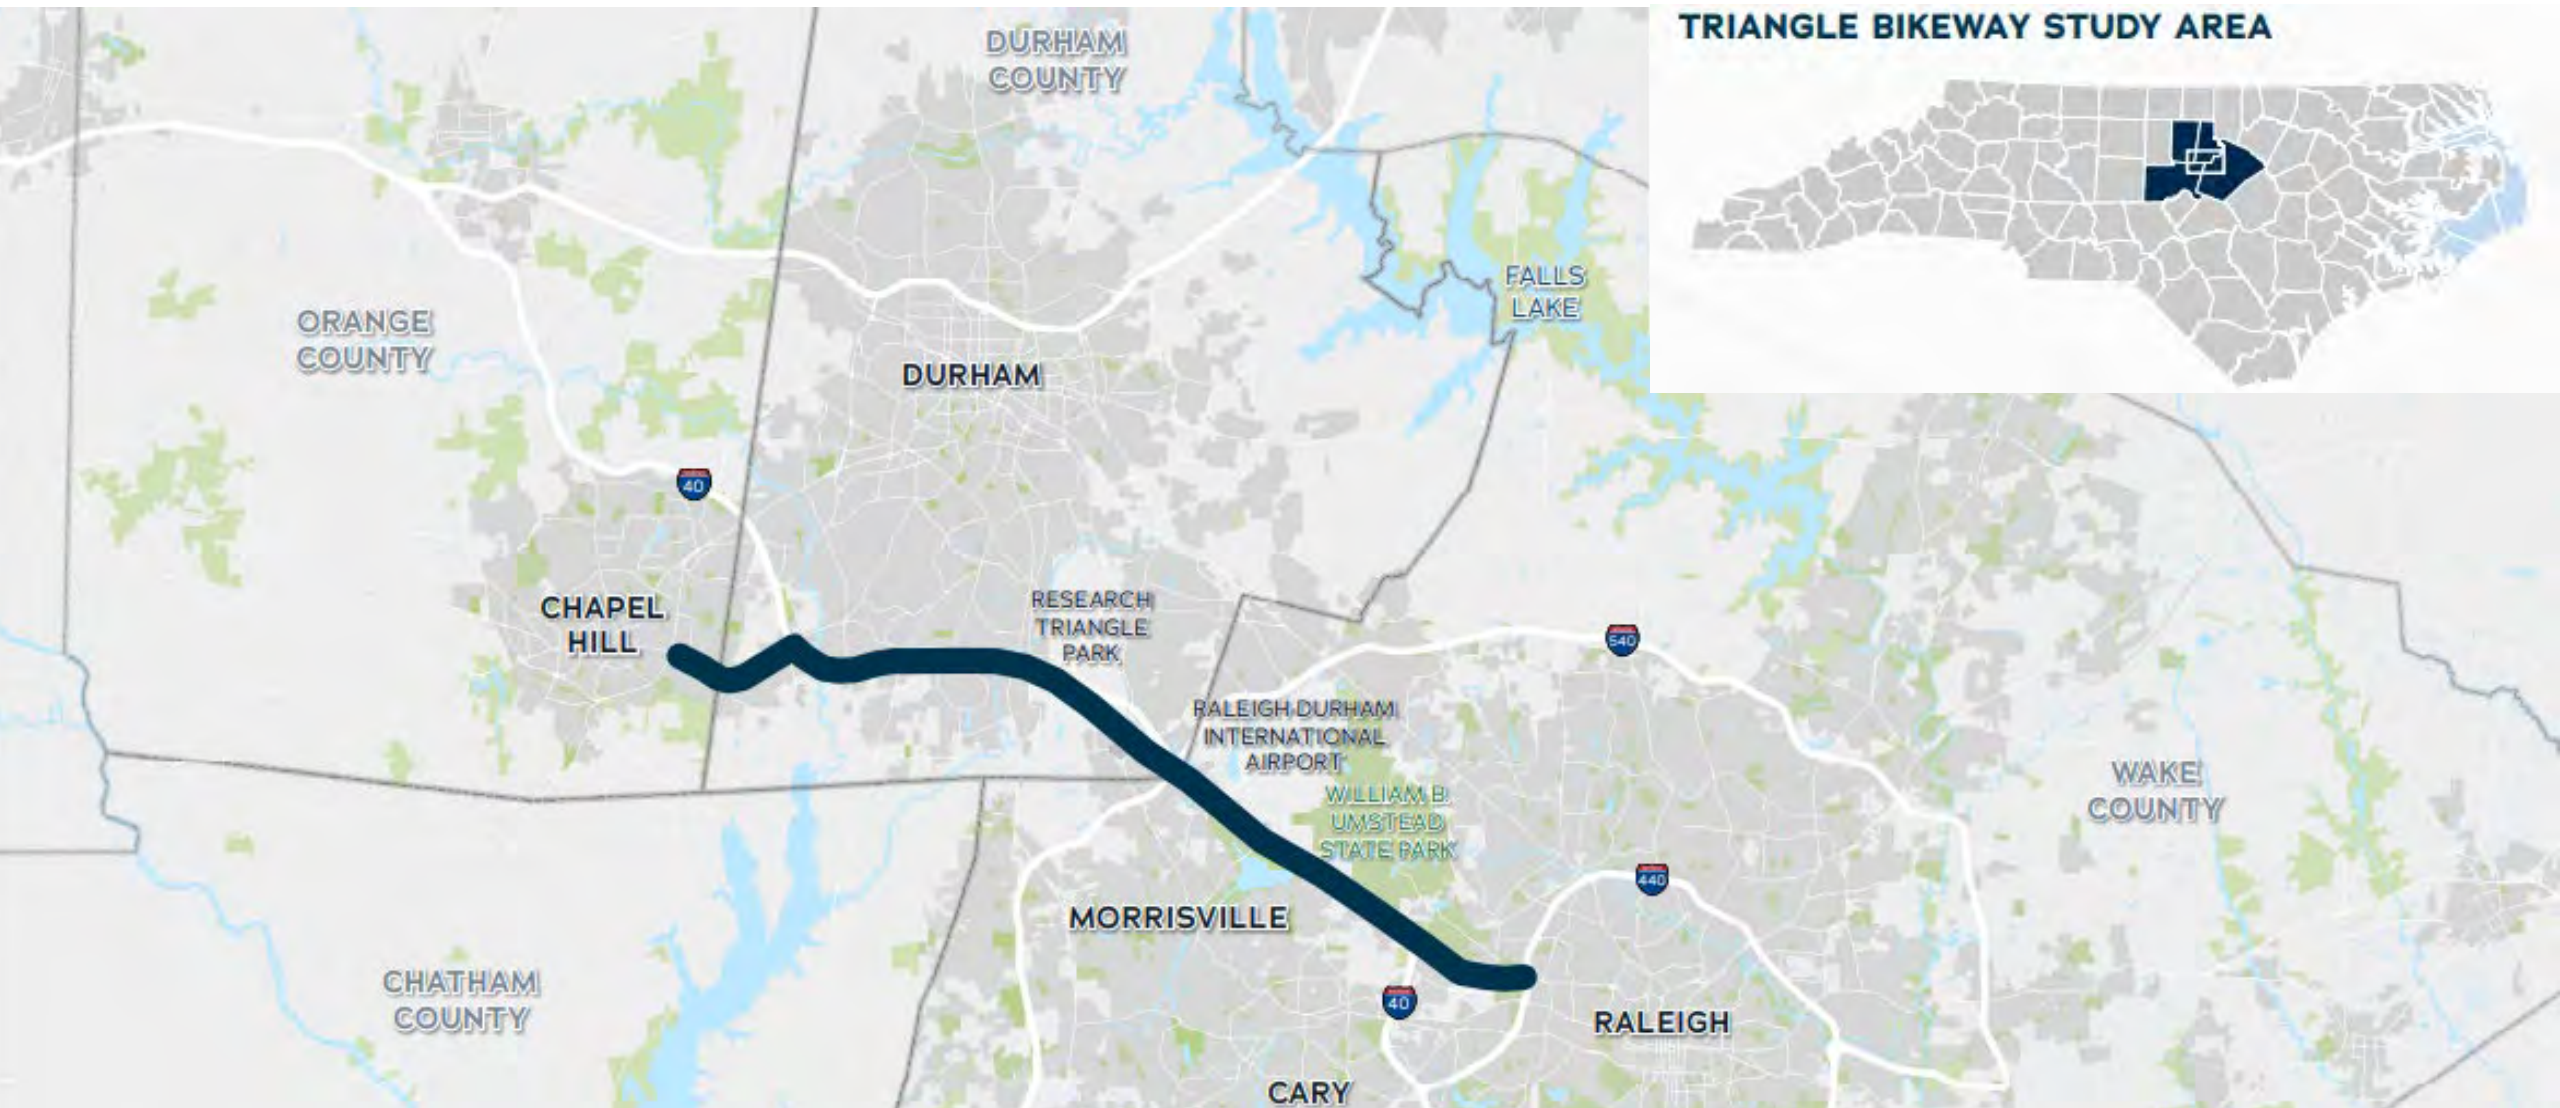 TRIANGLE BIKEWAY STUDY AREA
DURHAM
COUNTY
FALLS
LAKE
ORANGE
COUNTY
DURHAM
40
CHAPEL
HILL
RESEARCH
TRIANGLE
PARK
540
RALEIGH DURHAM
INTERNATIONAL
AIRPORT
WILLIAM B.
UMSTEAD
STATE PARK
WAKE
COUNTY
440
MORRISVILLE
CHATHAM
COUNTY
40
RALEIGH
CARY